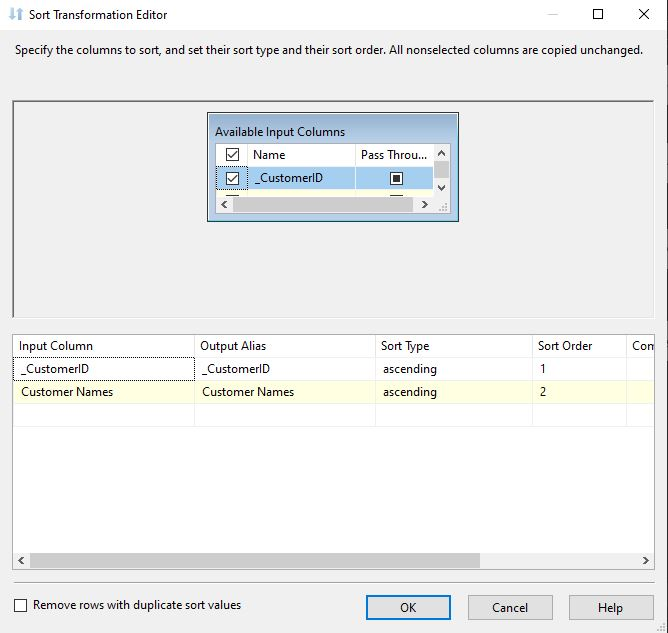 Sort Transformation Editor
Specify the columns to sort, and set their sort type and their sort order. All nonselected columns are copied unchanged.
Available Input Columns
Name Pass Throu...
_CustomerID
Input Column Output Alias Sort Type Sort Order Com
_CustomerID _CustomerID ascending 1
Customer Names Customer Names ascending 2
Remove rows with duplicate sort values OK Cancel Help